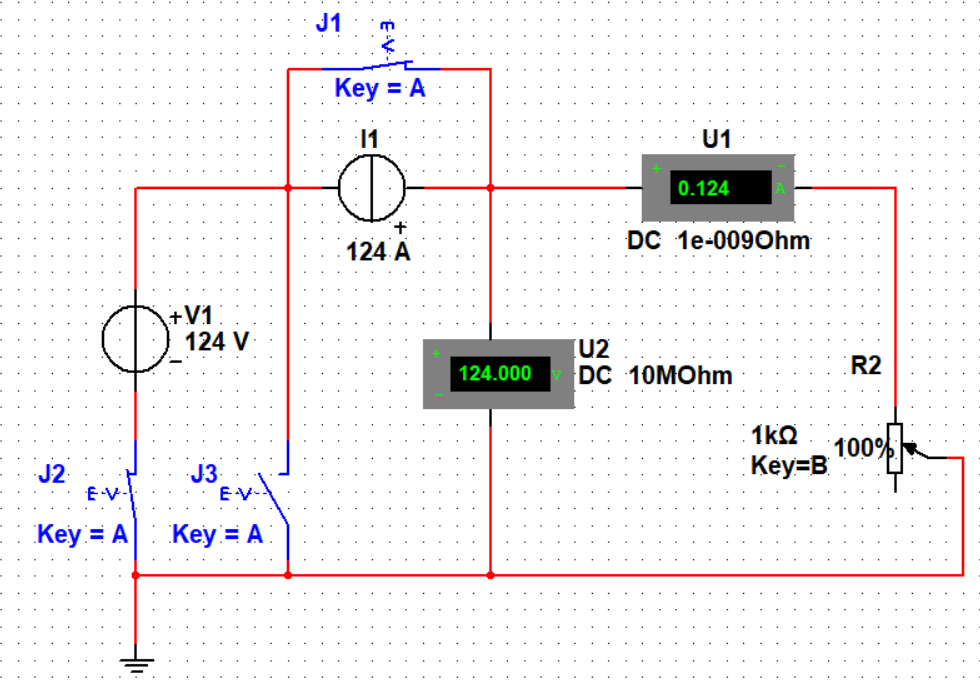 J1
E-V
Key = A
I1
+
124 A
U1
+ -
0.124 A
DC 1e-009Ohm
+
V1
124 V
−
+
124.000 V
-
U2
DC 10MOhm
R2
1kΩ
100%
Key=B
J2
E-V
Key = A
J3
E-V
Key = A